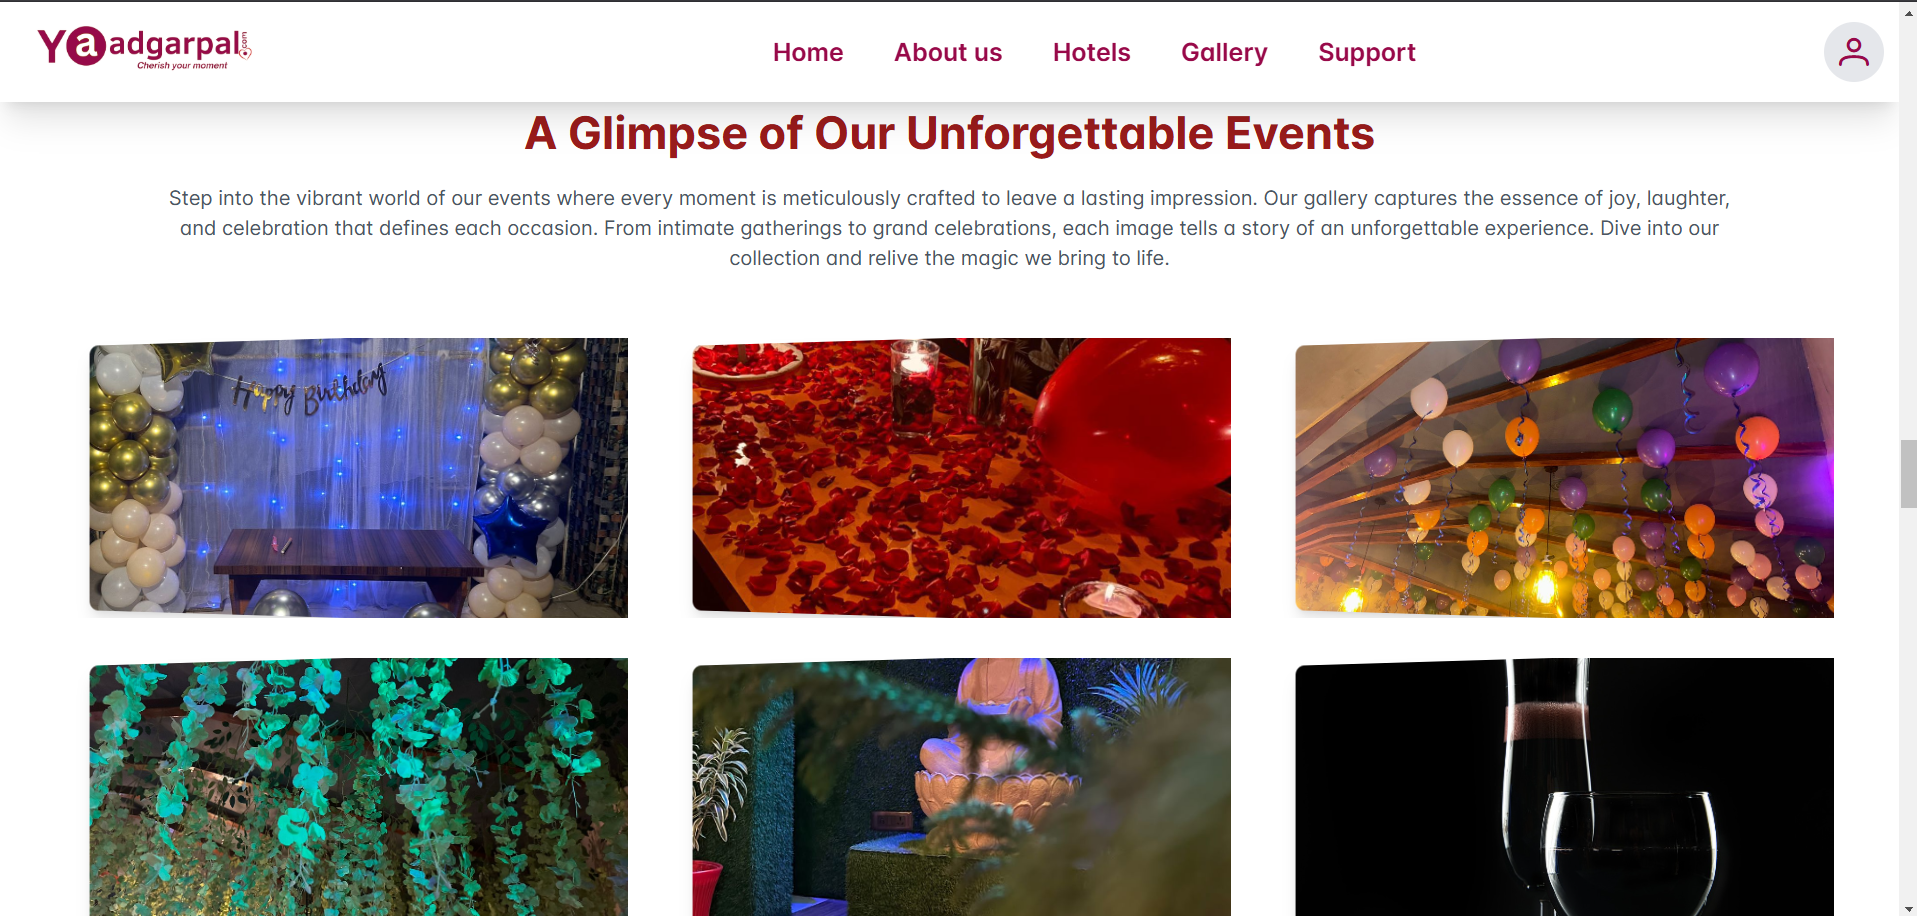 Yaadgarpal.com
Cherish your moment
Home
About us
Hotels
Gallery
Support
A Glimpse of Our Unforgettable Events
Step into the vibrant world of our events where every moment is meticulously crafted to leave a lasting impression. Our gallery captures the essence of joy, laughter,
and celebration that defines each occasion. From intimate gatherings to grand celebrations, each image tells a story of an unforgettable experience. Dive into our
collection and relive the magic we bring to life.
Happy Birthday